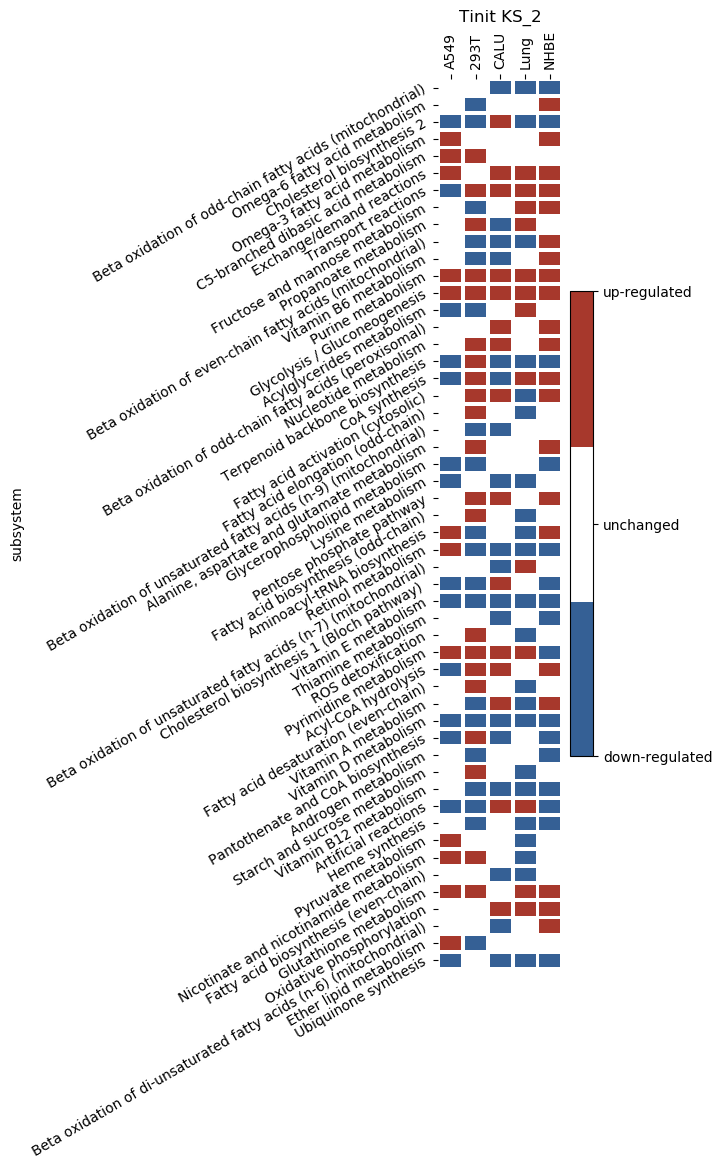 Tinit KS_2
A549
293T
CALU
Lung
NHBE
Beta oxidation of odd-chain fatty acids (mitochondrial)
Omega-6 fatty acid metabolism
Cholesterol biosynthesis 2
Omega-3 fatty acid metabolism
C5-branched dibasic acid metabolism
Exchange/demand reactions
Transport reactions
Fructose and mannose metabolism
Propanoate metabolism
Beta oxidation of even-chain fatty acids (mitochondrial)
Vitamin B6 metabolism
Purine metabolism
Glycolysis / Gluconeogenesis
Acylglycerides metabolism
Beta oxidation of odd-chain fatty acids (peroxisomal)
Nucleotide metabolism
Terpenoid backbone biosynthesis
CoA synthesis
Fatty acid activation (cytosolic)
Fatty acid elongation (odd-chain)
Beta oxidation of unsaturated fatty acids (n-9) (mitochondrial)
Alanine, aspartate and glutamate metabolism
Glycerophospholipid metabolism
Lysine metabolism
Pentose phosphate pathway
Fatty acid biosynthesis (odd-chain)
Aminoacyl-tRNA biosynthesis
Retinol metabolism
Beta oxidation of unsaturated fatty acids (n-7) (mitochondrial)
Cholesterol biosynthesis 1 (Bloch pathway)
Vitamin E metabolism
Thiamine metabolism
ROS detoxification
Pyrimidine metabolism
Acyl-CoA hydrolysis
Fatty acid desaturation (even-chain)
Vitamin A metabolism
Vitamin D metabolism
Pantothenate and CoA biosynthesis
Androgen metabolism
Starch and sucrose metabolism
Vitamin B12 metabolism
Artificial reactions
Heme synthesis
Pyruvate metabolism
Nicotinate and nicotinamide metabolism
Fatty acid biosynthesis (even-chain)
Glutathione metabolism
Oxidative phosphorylation
Beta oxidation of di-unsaturated fatty acids (n-6) (mitochondrial)
Ether lipid metabolism
Ubiquinone synthesis
subsystem
up-regulated
unchanged
down-regulated